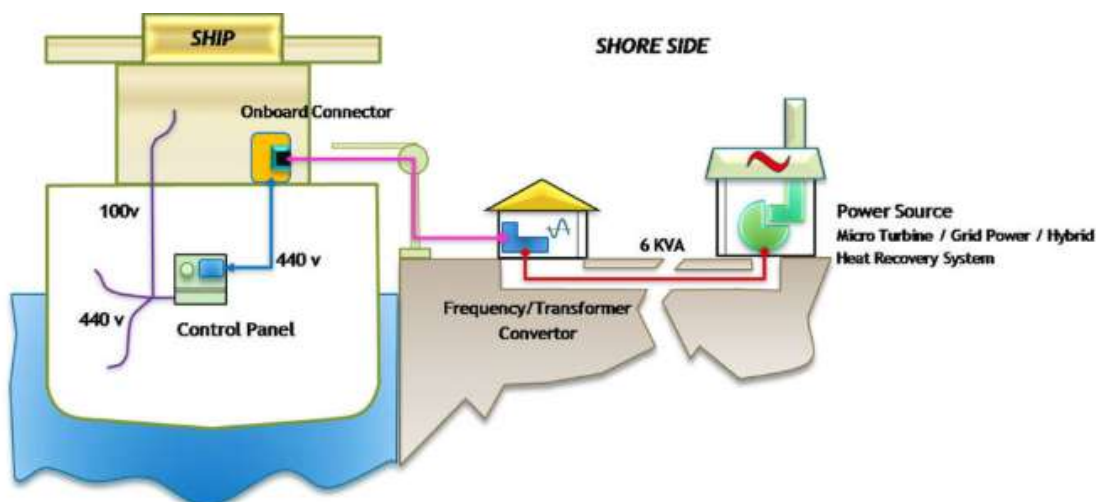 SHIP
SHORE SIDE
Onboard Connector
100v
440 v
440 v
Control Panel
6 KVA
Frequency/Transformer
Convertor
Power Source
Micro Turbine / Grid Power / Hybrid
Heat Recovery System